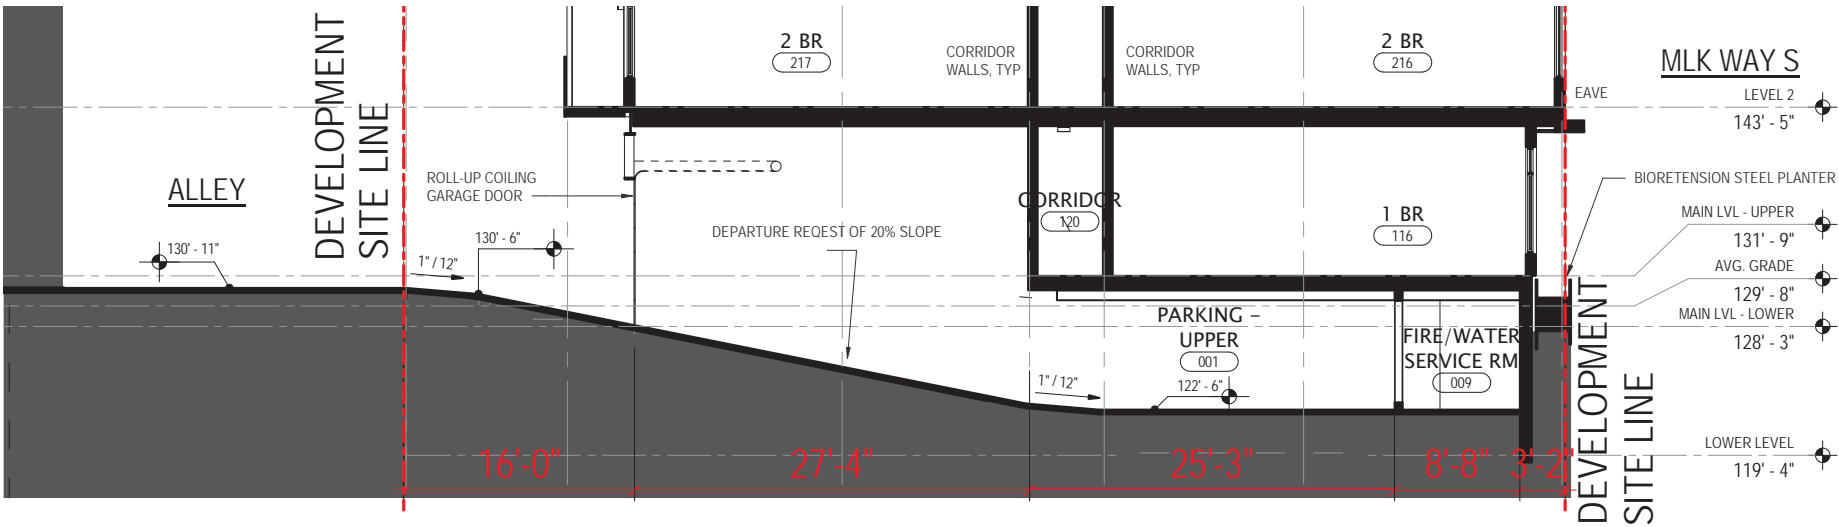 DEVELOPMENT
SITE LINE
2 BR
217
CORRIDOR
WALLS, TYP
CORRIDOR
WALLS, TYP
2 BR
216
MLK WAY S
EAVE
LEVEL 2
143' - 5"
ALLEY
ROLL-UP COILING
GARAGE DOOR
BIORETENSION STEEL PLANTER
CORRIDOR
120
1 BR
116
MAIN LVL - UPPER
131' - 9"
DEPARTURE REQEST OF 20% SLOPE
130' - 11"
130' - 6"
1" / 12"
AVG. GRADE
129' - 8"
PARKING -
UPPER
001
MAIN LVL - LOWER
128' - 3"
FIRE/WATER
SERVICE RM
009
1" / 12"
122' - 6"
DEVELOPMENT
SITE LINE
LOWER LEVEL
119' - 4"
16'-0"
27'-4"
25'-3"
8'-8"
3'-2"